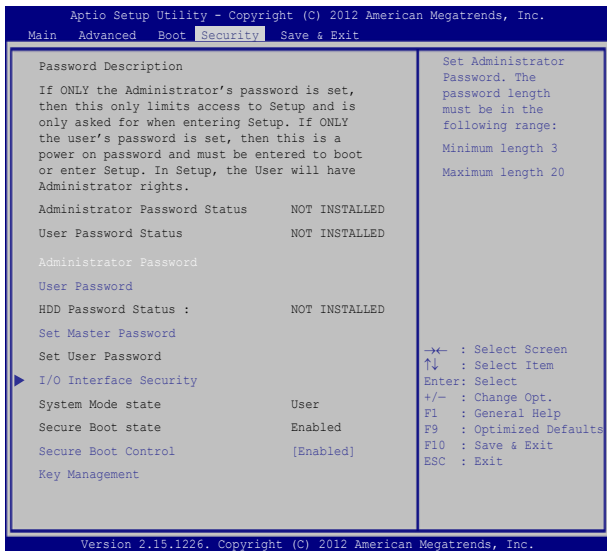 Aptio Setup Utility - Copyright (C) 2012 American Megatrends, Inc.
Main Advanced Boot Security Save & Exit
Password Description
If ONLY the Administrator's password is set,
then this only limits access to Setup and is
only asked for when entering Setup. If ONLY
the user's password is set, then this is a
power on password and must be entered to boot
or enter Setup. In Setup, the User will have
Administrator rights.
Administrator Password Status NOT INSTALLED
User Password Status NOT INSTALLED
Administrator Password
User Password
HDD Password Status : NOT INSTALLED
Set Master Password
Set User Password
I/O Interface Security
System Mode state User
Secure Boot state Enabled
Secure Boot Control [Enabled]
Key Management
Set Administrator
Password. The
password length
must be in the
following range:
Minimum length 3
Maximum length 20
→← : Select Screen
↑↓ : Select Item
Enter: Select
+/— : Change Opt.
F1 : General Help
F9 : Optimized Defaults
F10 : Save & Exit
ESC : Exit
Version 2.15.1226. Copyright (C) 2012 American Megatrends, Inc.